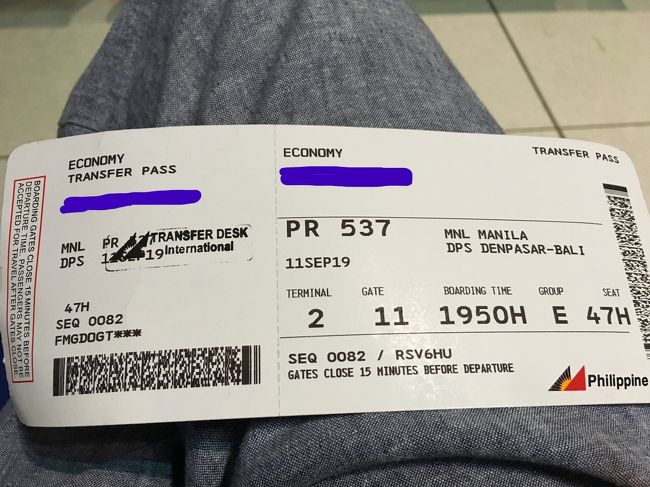 BOARDING GATES CLOSE 15 MINUTES BEFORE
DEPARTURE TIME. PASSENGERS MAY NOT BE
ACCEPTED FOR TRAVEL AFTER GATES CLOSE.
ECONOMY
TRANSFER PASS
MNL PR
DPS
TRANSFER DESK
International
47H
SEQ 0082
FMGDOGT***
ECONOMY
TRANSFER PASS
PR 537
11SEP19
MNL MANILA
DPS DENPASAR-BALI
TERMINAL GATE BOARDING TIME GROUP SEAT
2 11 1950H E 47H
SEQ 0082 / RSV6HU
GATES CLOSE 15 MINUTES BEFORE DEPARTURE
Philippine